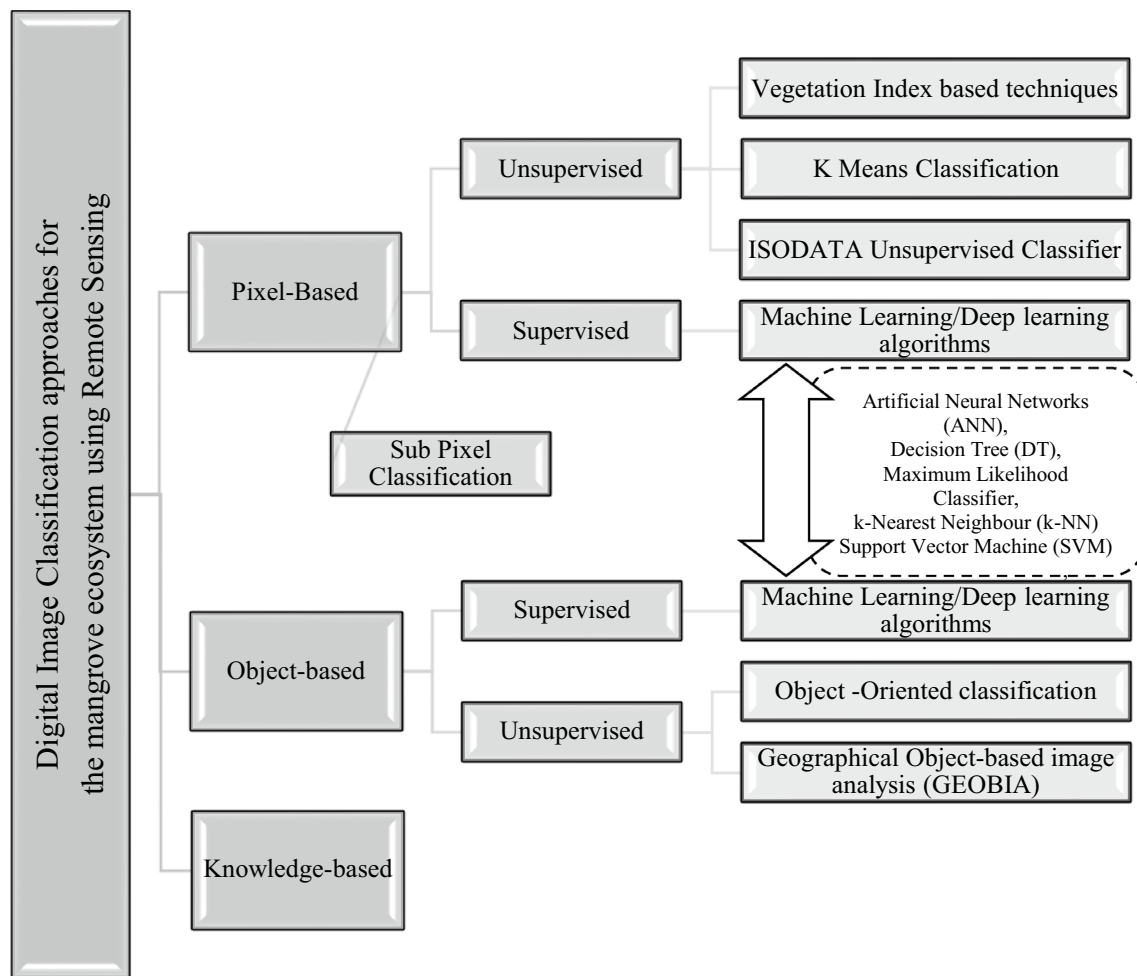 Digital Image Classification approaches for
the mangrove ecosystem using Remote Sensing
Pixel-Based
Unsupervised
Vegetation Index based techniques
K Means Classification
ISODATA Unsupervised Classifier
Supervised
Machine Learning/Deep learning
algorithms
Sub Pixel
Classification
Artificial Neural Networks
(ANN),
Decision Tree (DT),
Maximum Likelihood
Classifier,
k-Nearest Neighbour (k-NN)
Support Vector Machine (SVM)
Object-based
Supervised
Machine Learning/Deep learning
algorithms
Unsupervised
Object -Oriented classification
Geographical Object-based image
analysis (GEOBIA)
Knowledge-based